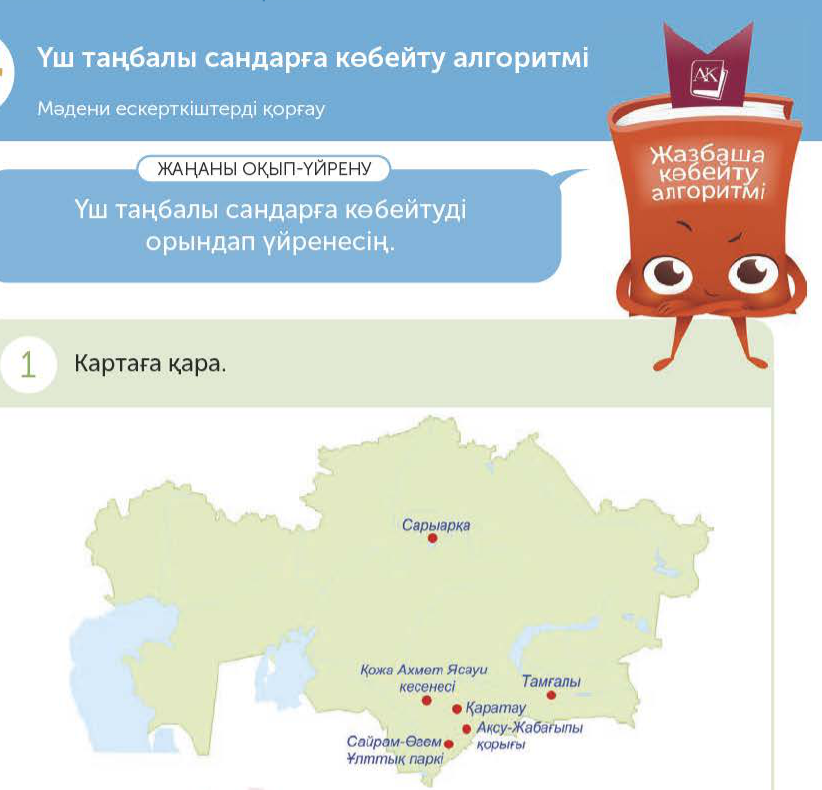 Үш таңбалы сандарға көбейту алгоритмі
Мәдени ескерткіштерді қорғау
ЖАҢАНЫ ОҚЫП-ҮЙРЕНУ
Үш таңбалы сандарға көбейтуді
орындап үйренесің.
АК
Жазбаша
көбейту
алгоритмі
1 Картаға қара.
Сарыарқа
Қожа Ахмет Ясауи
кесенесі
Тамғалы
Қаратау
Ақсу-Жабағыпы
қорығы
Сайрам-Өгем
Ұлттық паркі